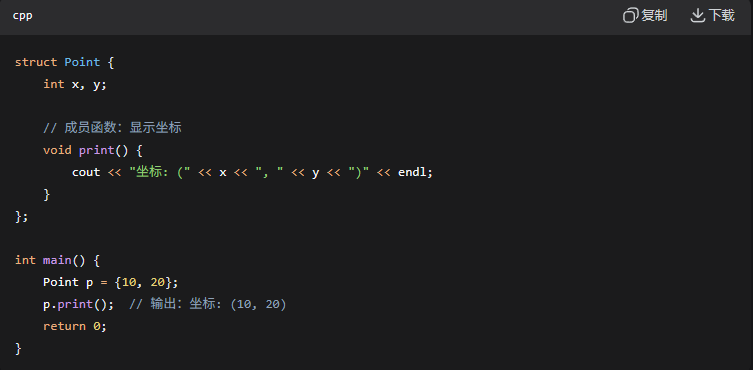 cpp
复制 下载
struct Point {
    int x, y;

    // 成员函数：显示坐标
    void print() {
        cout << "坐标: (" << x << ", " << y << ")" << endl;
    }
};

int main() {
    Point p = {10, 20};
    p.print();  // 输出：坐标: (10, 20)
    return 0;
}